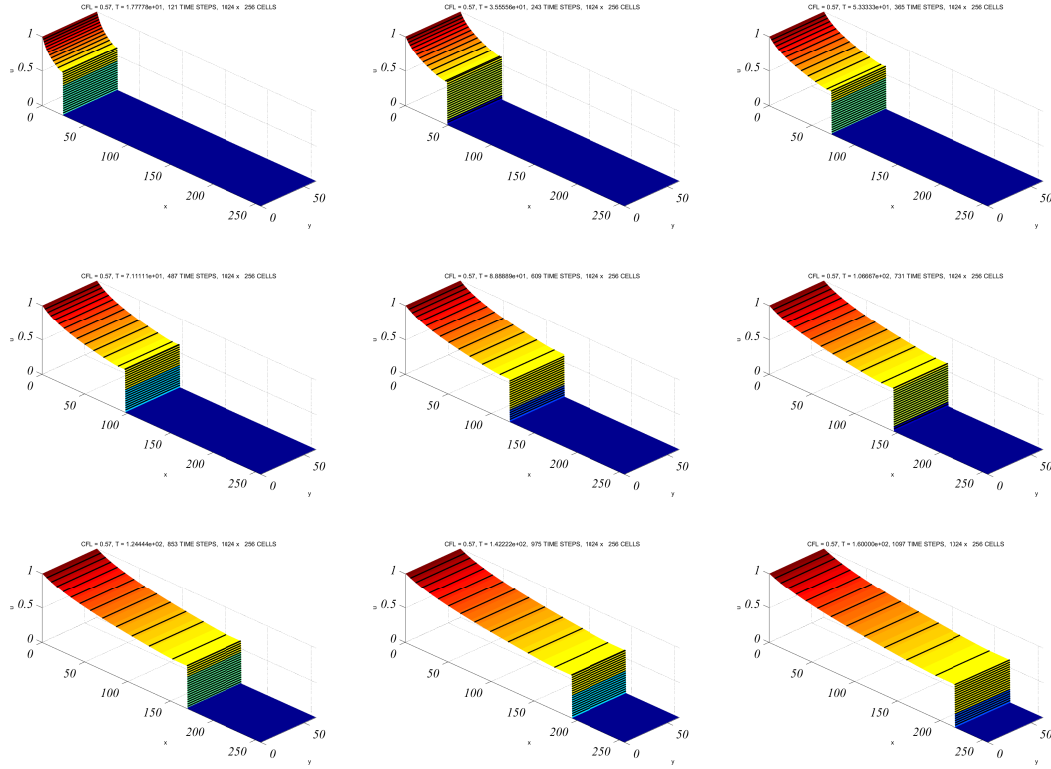 CFL = 0.57, T = 1.77778e+01, 121 TIME STEPS, 1024 x 256 CELLS
1
0.5
0
u
0
50
100
150
200
250
x
0
50
y
CFL = 0.57, T = 3.55556e+01, 243 TIME STEPS, 1024 x 256 CELLS
1
0.5
0
u
0
50
100
150
200
250
x
0
50
y
CFL = 0.57, T = 5.33333e+01, 365 TIME STEPS, 1024 x 256 CELLS
1
0.5
0
u
0
50
100
150
200
250
x
0
50
y
CFL = 0.57, T = 7.11111e+01, 487 TIME STEPS, 1024 x 256 CELLS
1
0.5
0
u
0
50
100
150
200
250
x
0
50
y
CFL = 0.57, T = 8.88889e+01, 609 TIME STEPS, 1024 x 256 CELLS
1
0.5
0
u
0
50
100
150
200
250
x
0
50
y
CFL = 0.57, T = 1.06667e+02, 731 TIME STEPS, 1024 x 256 CELLS
1
0.5
0
u
0
50
100
150
200
250
x
0
50
y
CFL = 0.57, T = 1.24444e+02, 853 TIME STEPS, 1024 x 256 CELLS
1
0.5
0
u
0
50
100
150
200
250
x
0
50
y
CFL = 0.57, T = 1.42222e+02, 975 TIME STEPS, 1024 x 256 CELLS
1
0.5
0
u
0
50
100
150
200
250
x
0
50
y
CFL = 0.57, T = 1.60000e+02, 1097 TIME STEPS, 1024 x 256 CELLS
1
0.5
0
u
0
50
100
150
200
250
x
0
50
y